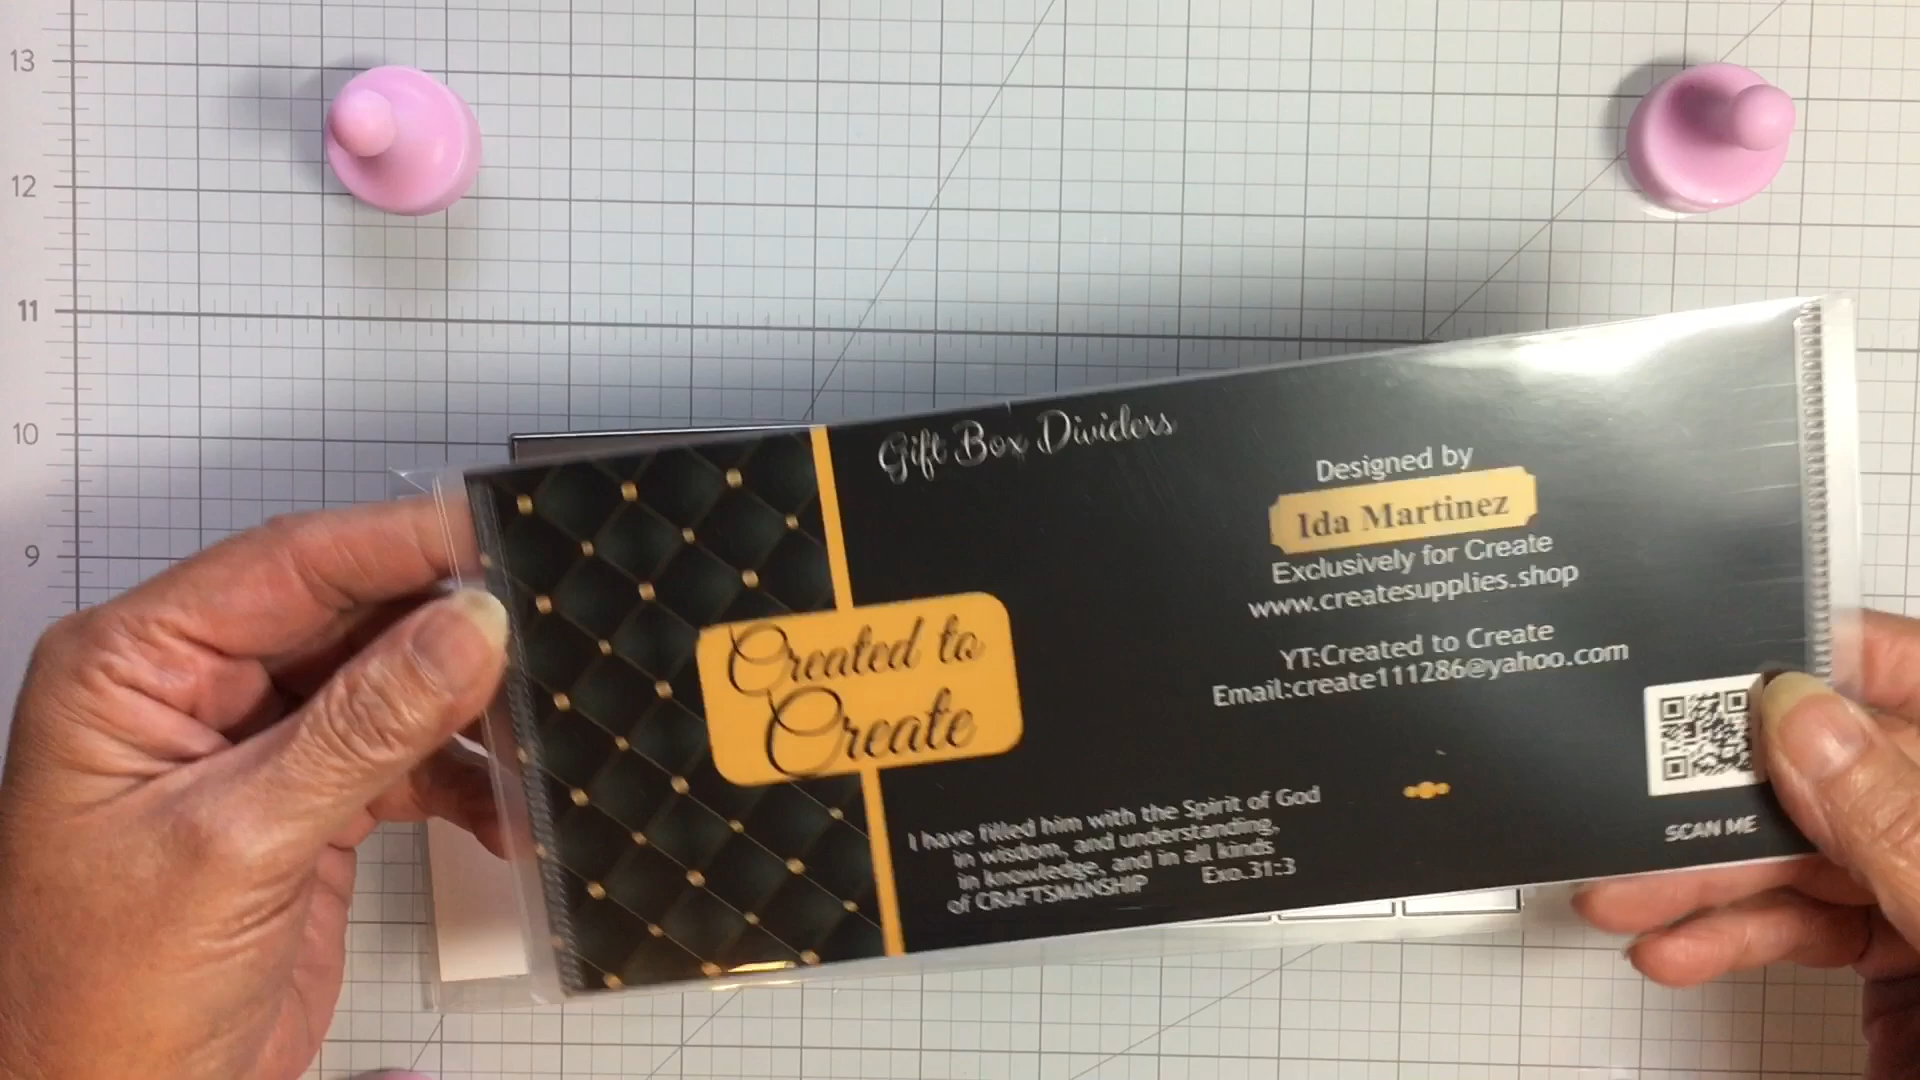 13
12
11
10
9
Gift Box Dividers
Designed by
Ida Martinez
Exclusively for Create
www.createsupplies.shop
YT:Created to Create
Email:create111286@yahoo.com
Created to
Create
I have filled him with the Spirit of God
in wisdom, and understanding,
in knowledge, and in all kinds
of CRAFTSMANSHIP Exo.31:3
SCAN ME